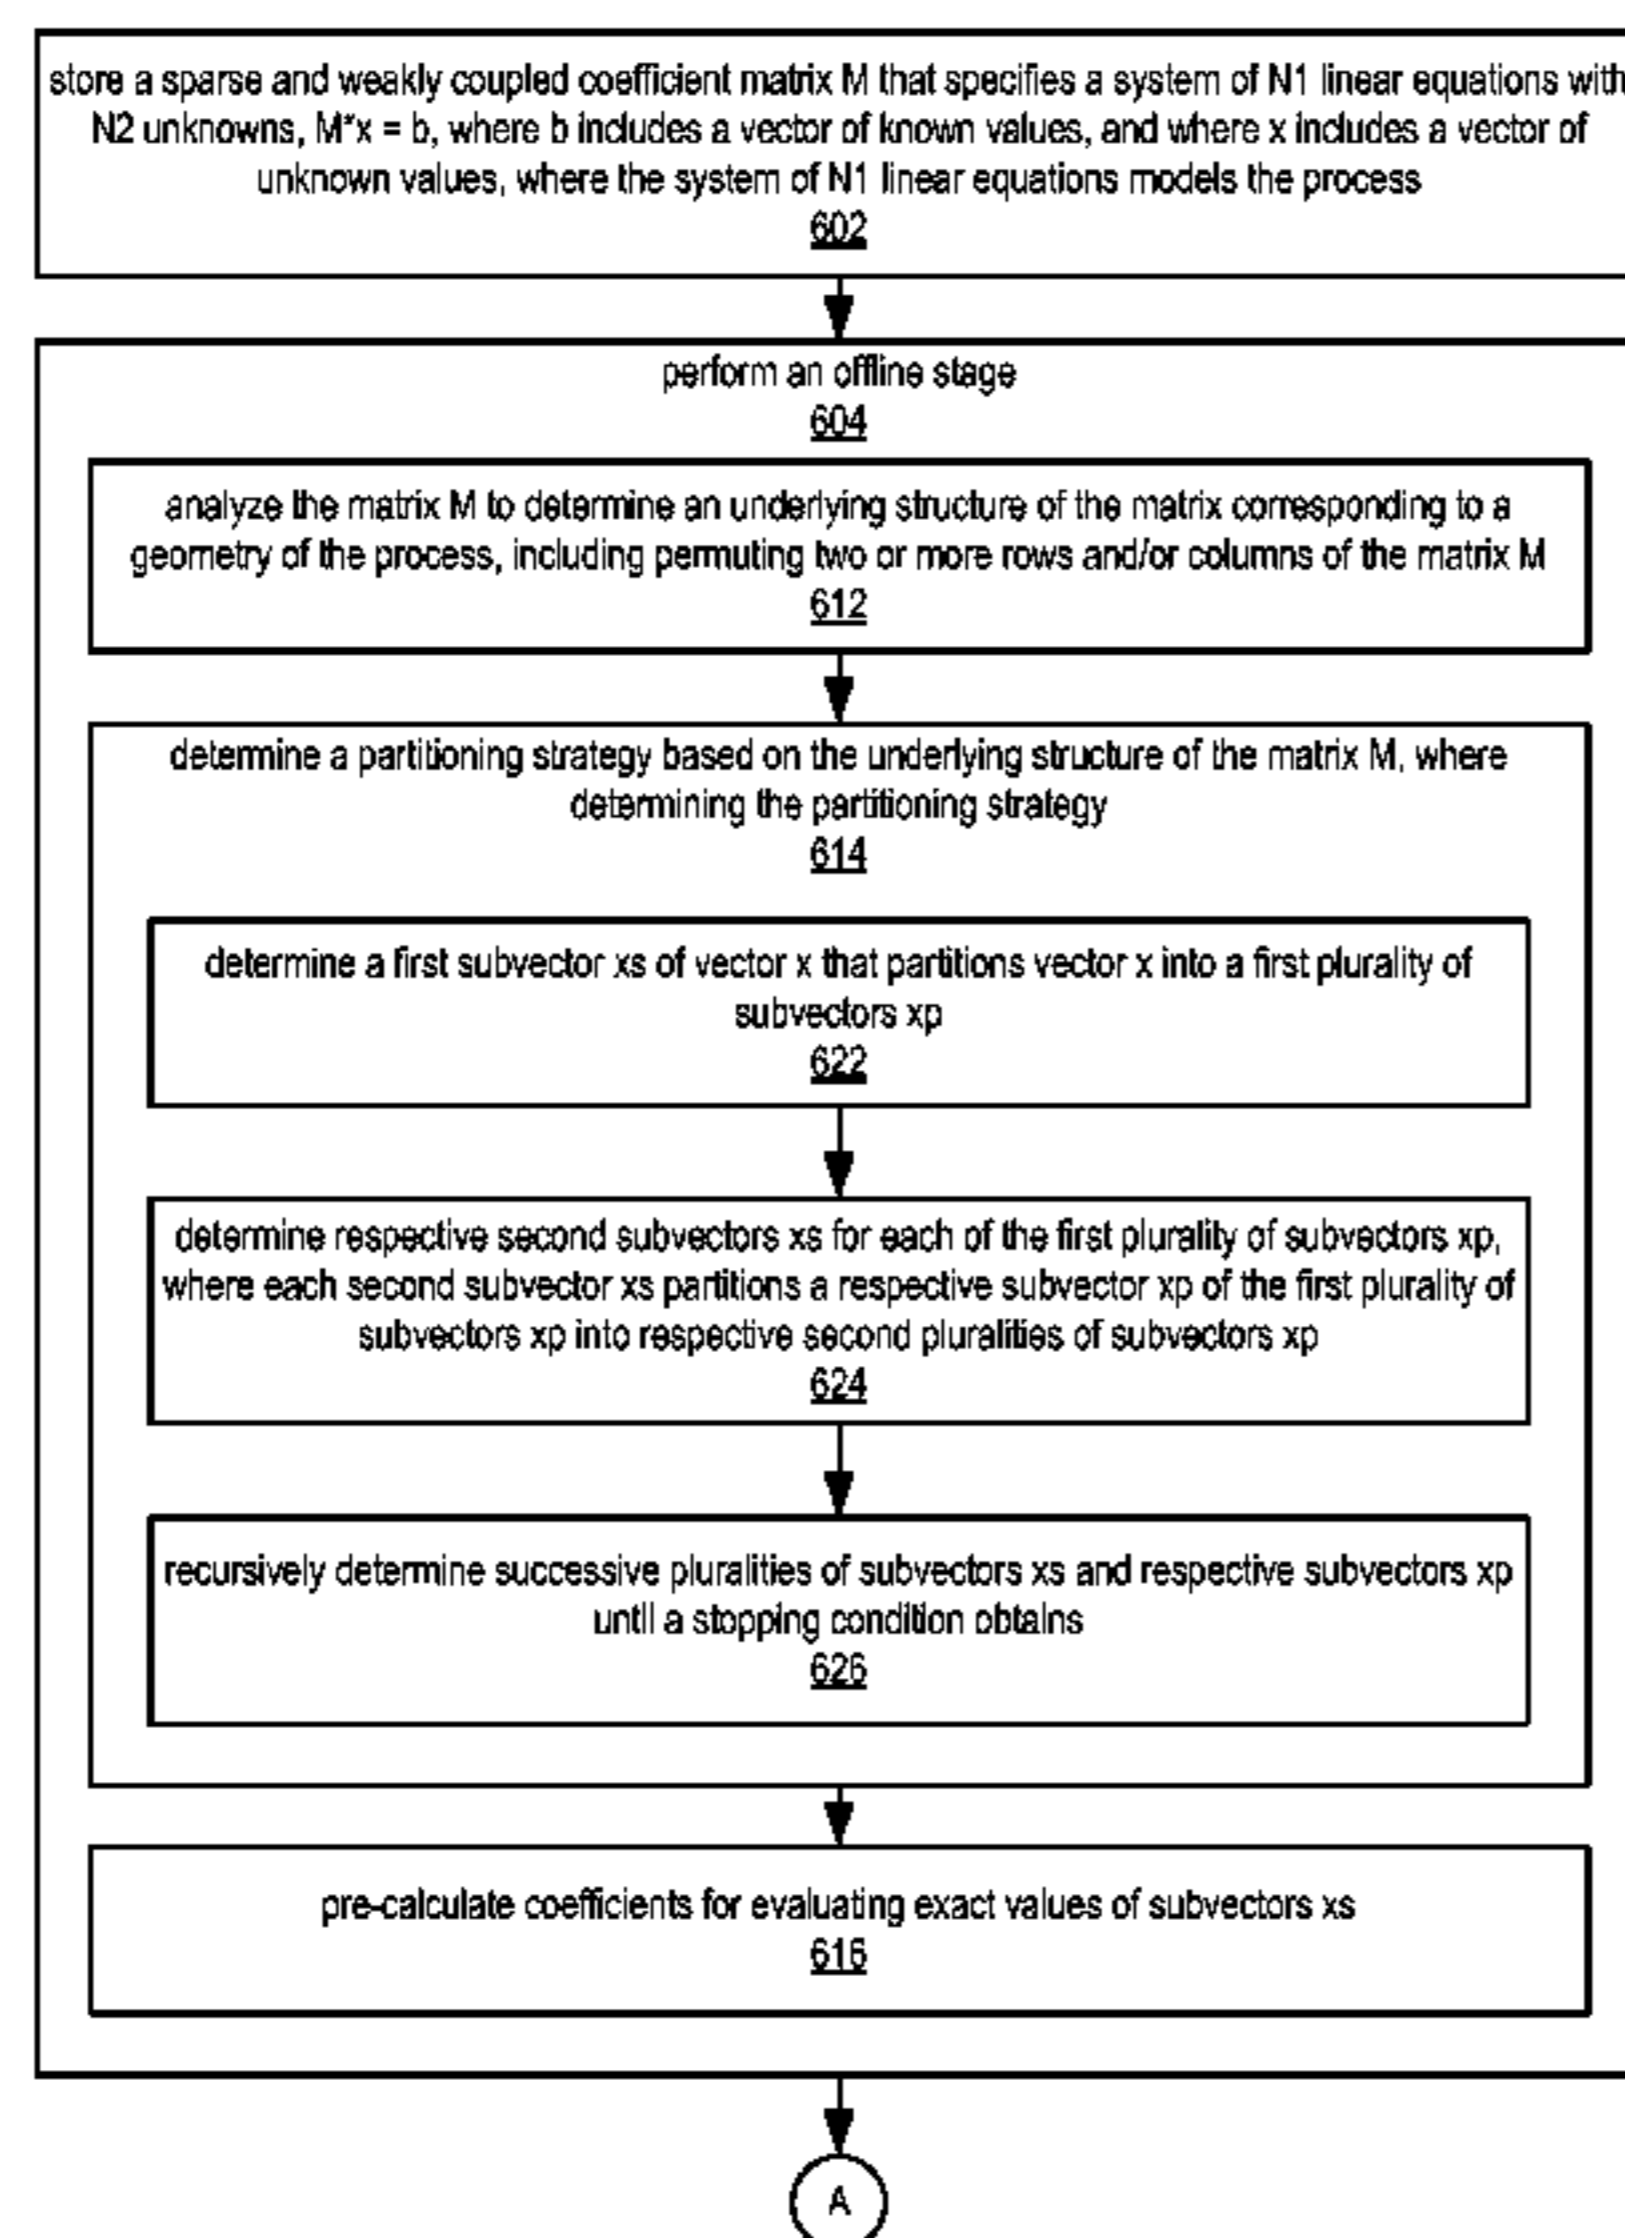 store a sparse and weakly coupled coefficient matrix M that specifies a system of N1 linear equations with
N2 unknowns, M*x = b, where b includes a vector of known values, and where x includes a vector of
unknown values, where the system of N1 linear equations models the process
602
perform an offline stage
604
analyze the matrix M to determine an underlying structure of the matrix corresponding to a
geometry of the process, including permuting two or more rows and/or columns of the matrix M
612
determine a partitioning strategy based on the underlying structure of the matrix M, where
determining the partitioning strategy
614
determine a first subvector xs of vector x that partitions vector x into a first plurality of
subvectors xp
622
determine respective second subvectors xs for each of the first plurality of subvectors xp,
where each second subvector xs partitions a respective subvector xp of the first plurality of
subvectors xp into respective second pluralities of subvectors xp
624
recursively determine successive pluralities of subvectors xs and respective subvectors xp
until a stopping condition obtains
626
pre-calculate coefficients for evaluating exact values of subvectors xs
616
A